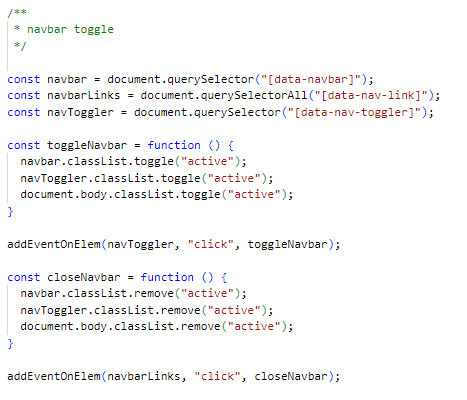 /**
 * navbar toggle
 */
const navbar = document.querySelector("[data-navbar]");
const navbarLinks = document.querySelectorAll("[data-nav-link]");
const navToggler = document.querySelector("[data-nav-toggler]");
const toggleNavbar = function () {
  navbar.classList.toggle("active");
  navToggler.classList.toggle("active");
  document.body.classList.toggle("active");
}
addEventOnElem(navToggler, "click", toggleNavbar);
const closeNavbar = function () {
  navbar.classList.remove("active");
  navToggler.classList.remove("active");
  document.body.classList.remove("active");
}
addEventOnElem(navbarLinks, "click", closeNavbar);